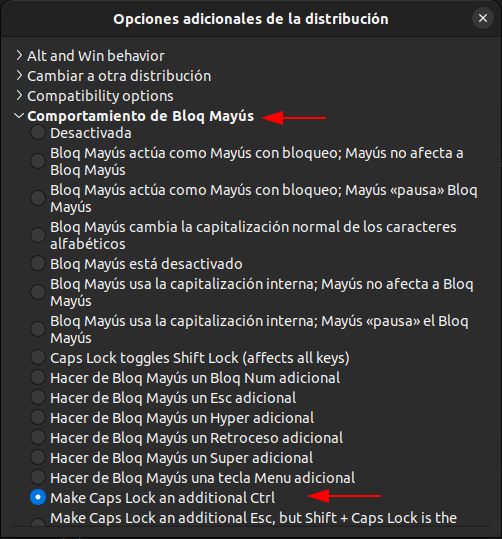 Opciones adicionales de la distribución
Alt and Win behavior
Cambiar a otra distribución
Compatibility options
Comportamiento de Bloq Mayús
Desactivada
Bloq Mayús actúa como Mayús con bloqueo; Mayús no afecta a
Bloq Mayús
Bloq Mayús actúa como Mayús con bloqueo; Mayús «pausa» Bloq
Mayús
Bloq Mayús cambia la capitalización normal de los caracteres
alfabéticos
Bloq Mayús está desactivado
Bloq Mayús usa la capitalización interna; Mayús no afecta a Bloq
Mayús
Bloq Mayús usa la capitalización interna; Mayús «pausa» el Bloq
Mayús
Caps Lock toggles Shift Lock (affects all keys)
Hacer de Bloq Mayús un Bloq Num adicional
Hacer de Bloq Mayús un Esc adicional
Hacer de Bloq Mayús un Hyper adicional
Hacer de Bloq Mayús un Retroceso adicional
Hacer de Bloq Mayús un Super adicional
Hacer de Bloq Mayús una tecla Menu adicional
Make Caps Lock an additional Ctrl
Make Caps Lock an additional Esc, but Shift + Caps Lock is the